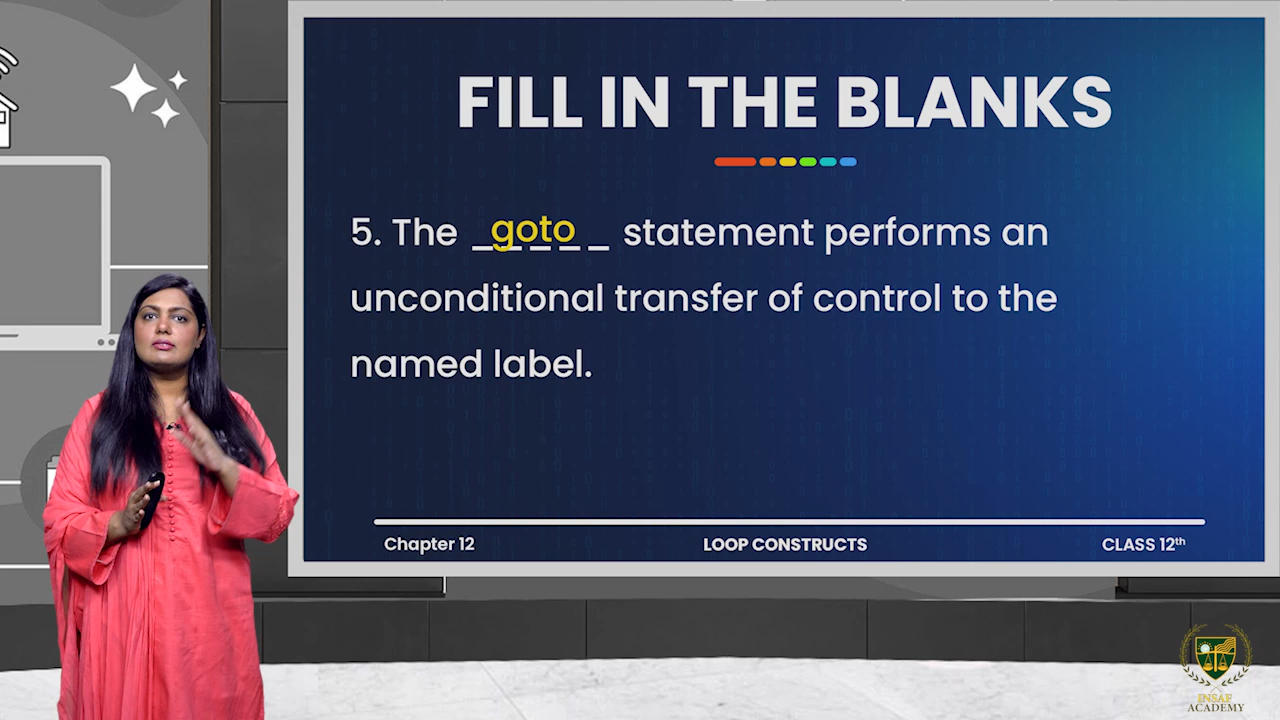 FILL IN THE BLANKS
5. The _ goto _ statement performs an
unconditional transfer of control to the
named label.
Chapter 12
LOOP CONSTRUCTS
CLASS 12th
INSAF
ACADEMY